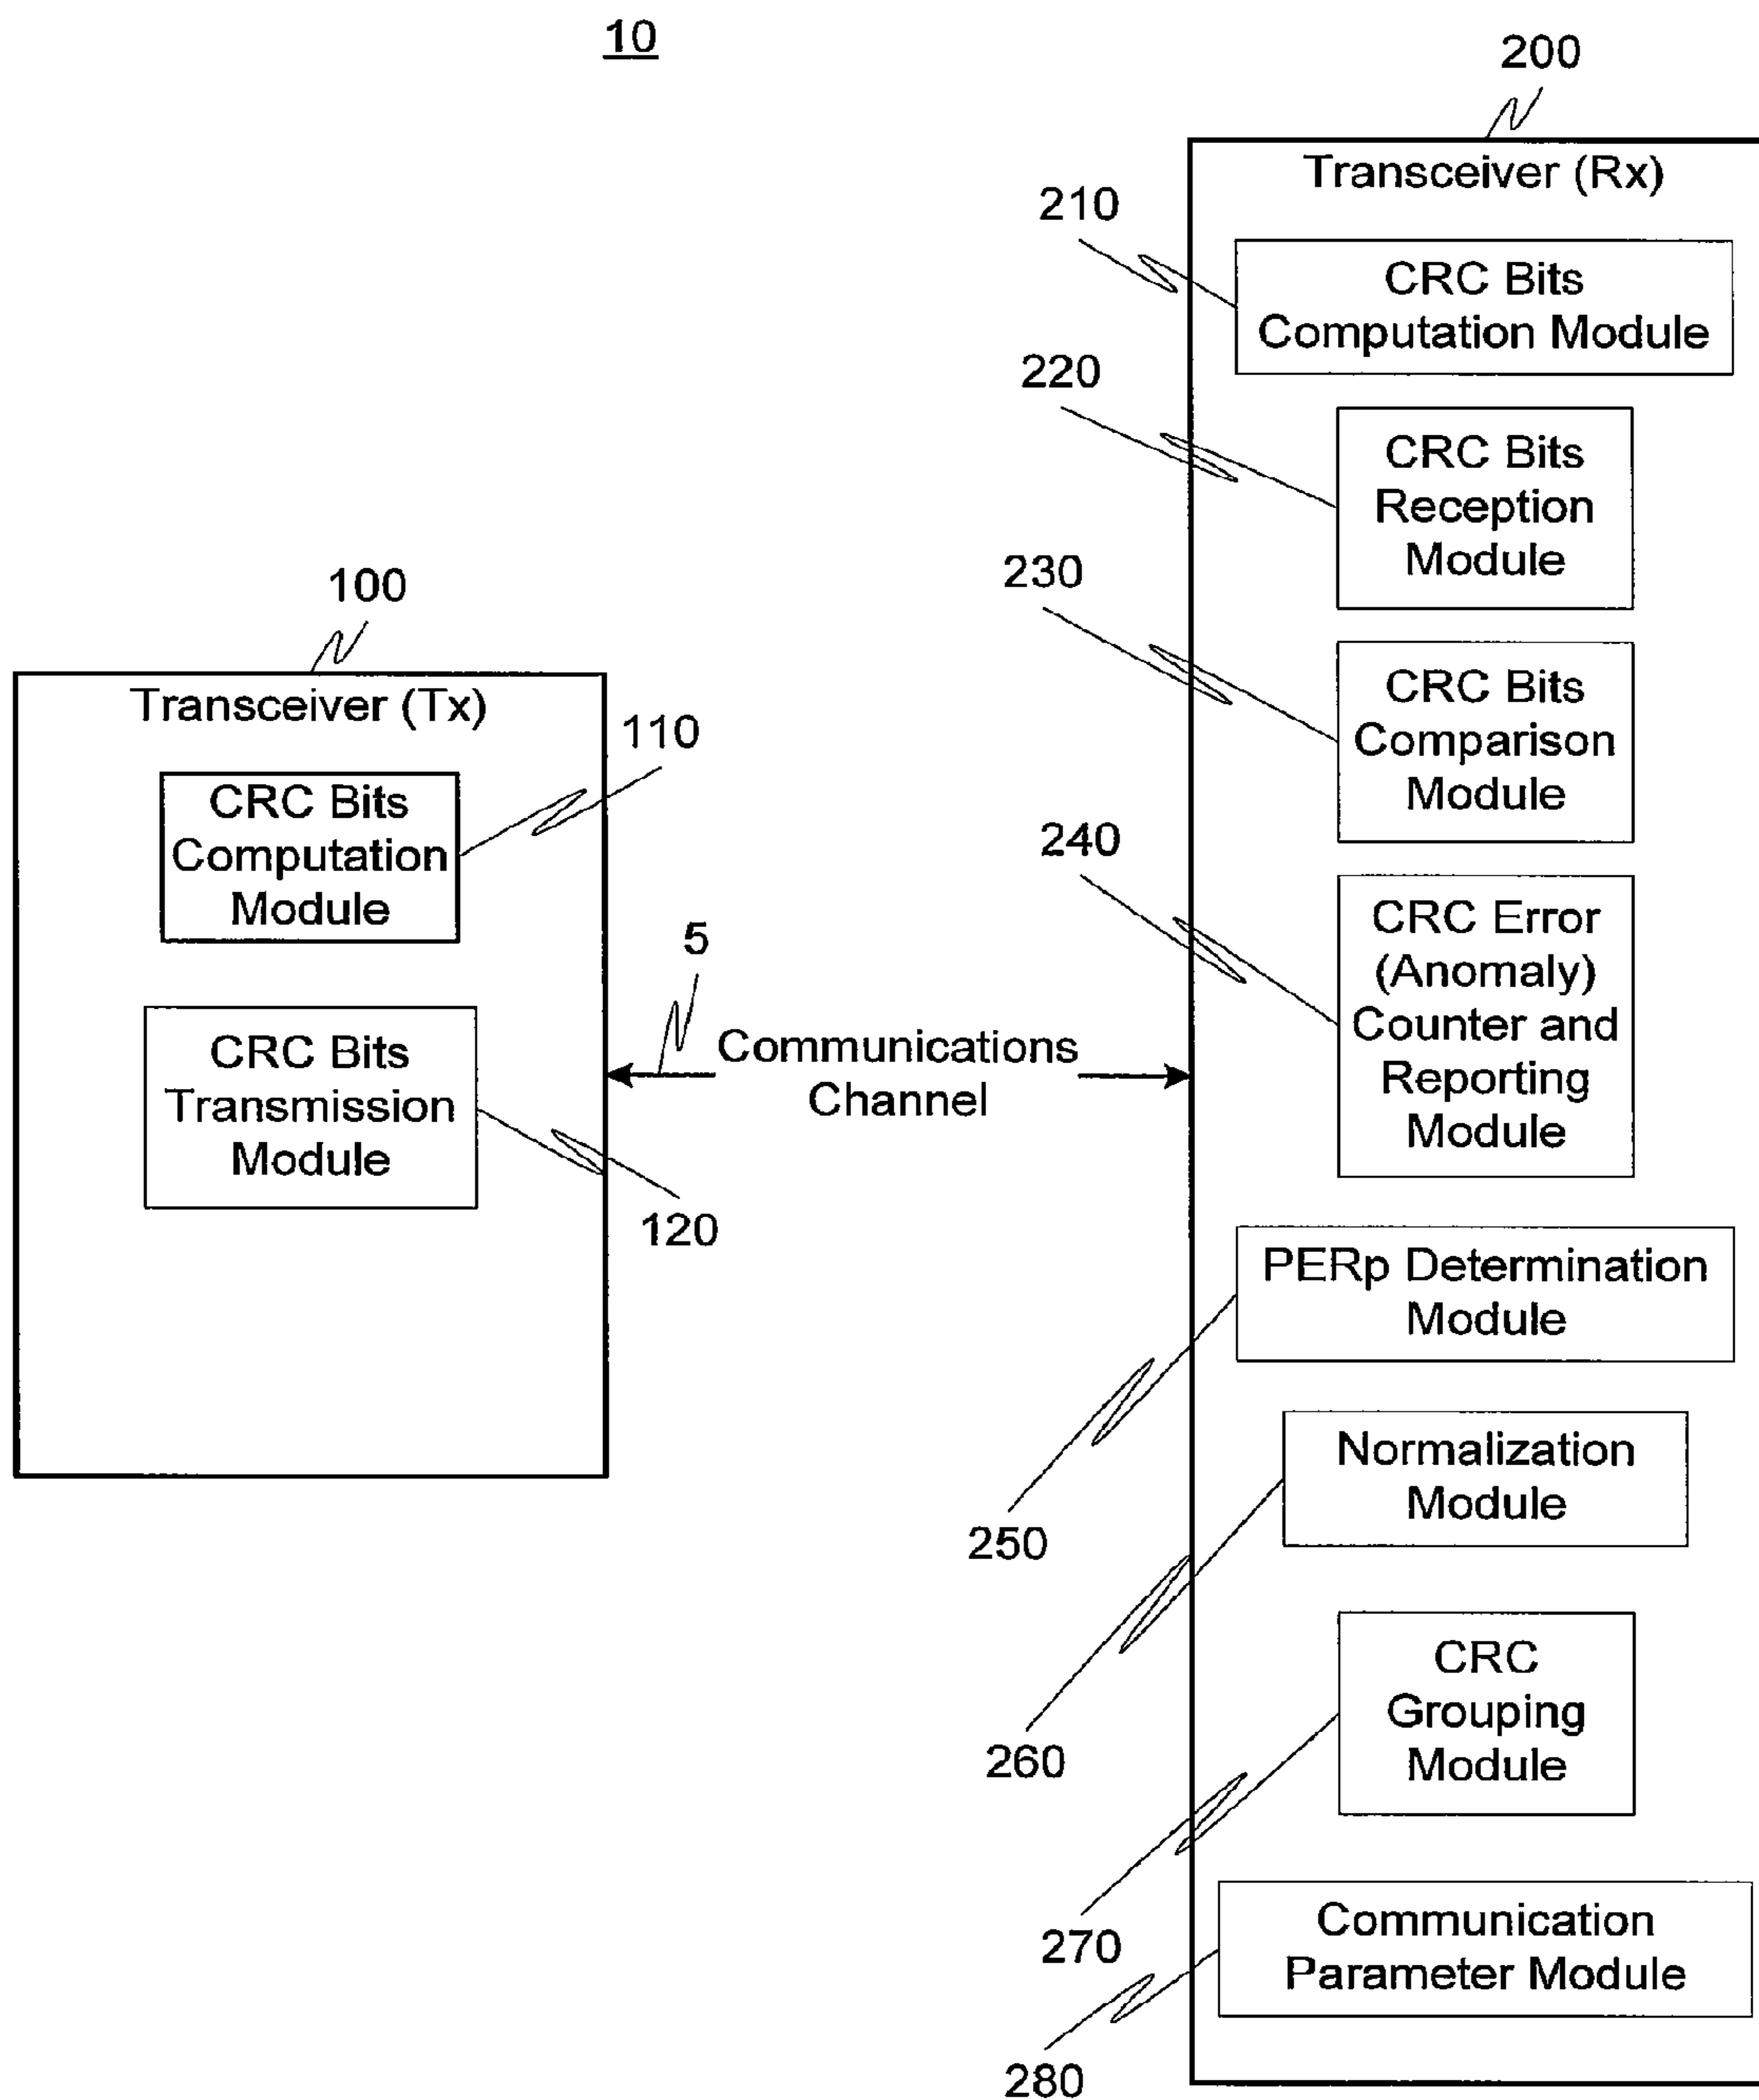 10
200
Transceiver (Rx)
210
CRC Bits
Computation Module
220
CRC Bits
Reception
Module
230
CRC Bits
Comparison
Module
240
CRC Error
(Anomaly)
Counter and
Reporting
Module
100
Transceiver (Tx)
110
CRC Bits
Computation
Module
5
CRC Bits
Transmission
Module
120
Communications
Channel
PERp Determination
Module
250
Normalization
Module
260
CRC
Grouping
Module
270
Communication
Parameter Module
280